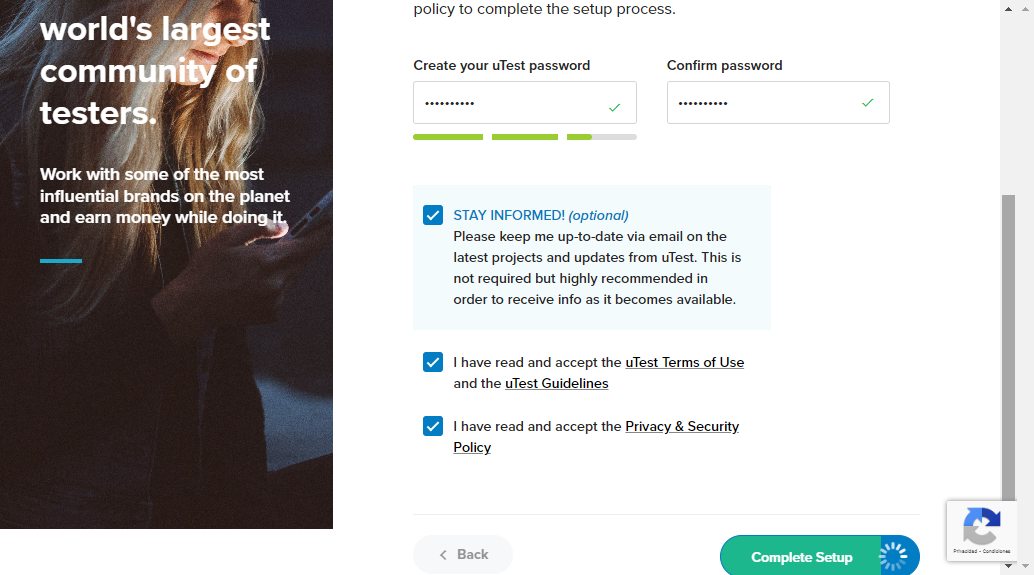 world's largest
community of
testers.
Work with some of the most
influential brands on the planet
and earn money while doing it.
policy to complete the setup process.
Create your uTest password
Confirm password
••••••••••
••••••••••
STAY INFORMED! (optional)
Please keep me up-to-date via email on the
latest projects and updates from uTest. This is
not required but highly recommended in
order to receive info as it becomes available.
I have read and accept the uTest Terms of Use
and the uTest Guidelines
I have read and accept the Privacy & Security
Policy
Back
Complete Setup
Privacidad - Condiciones